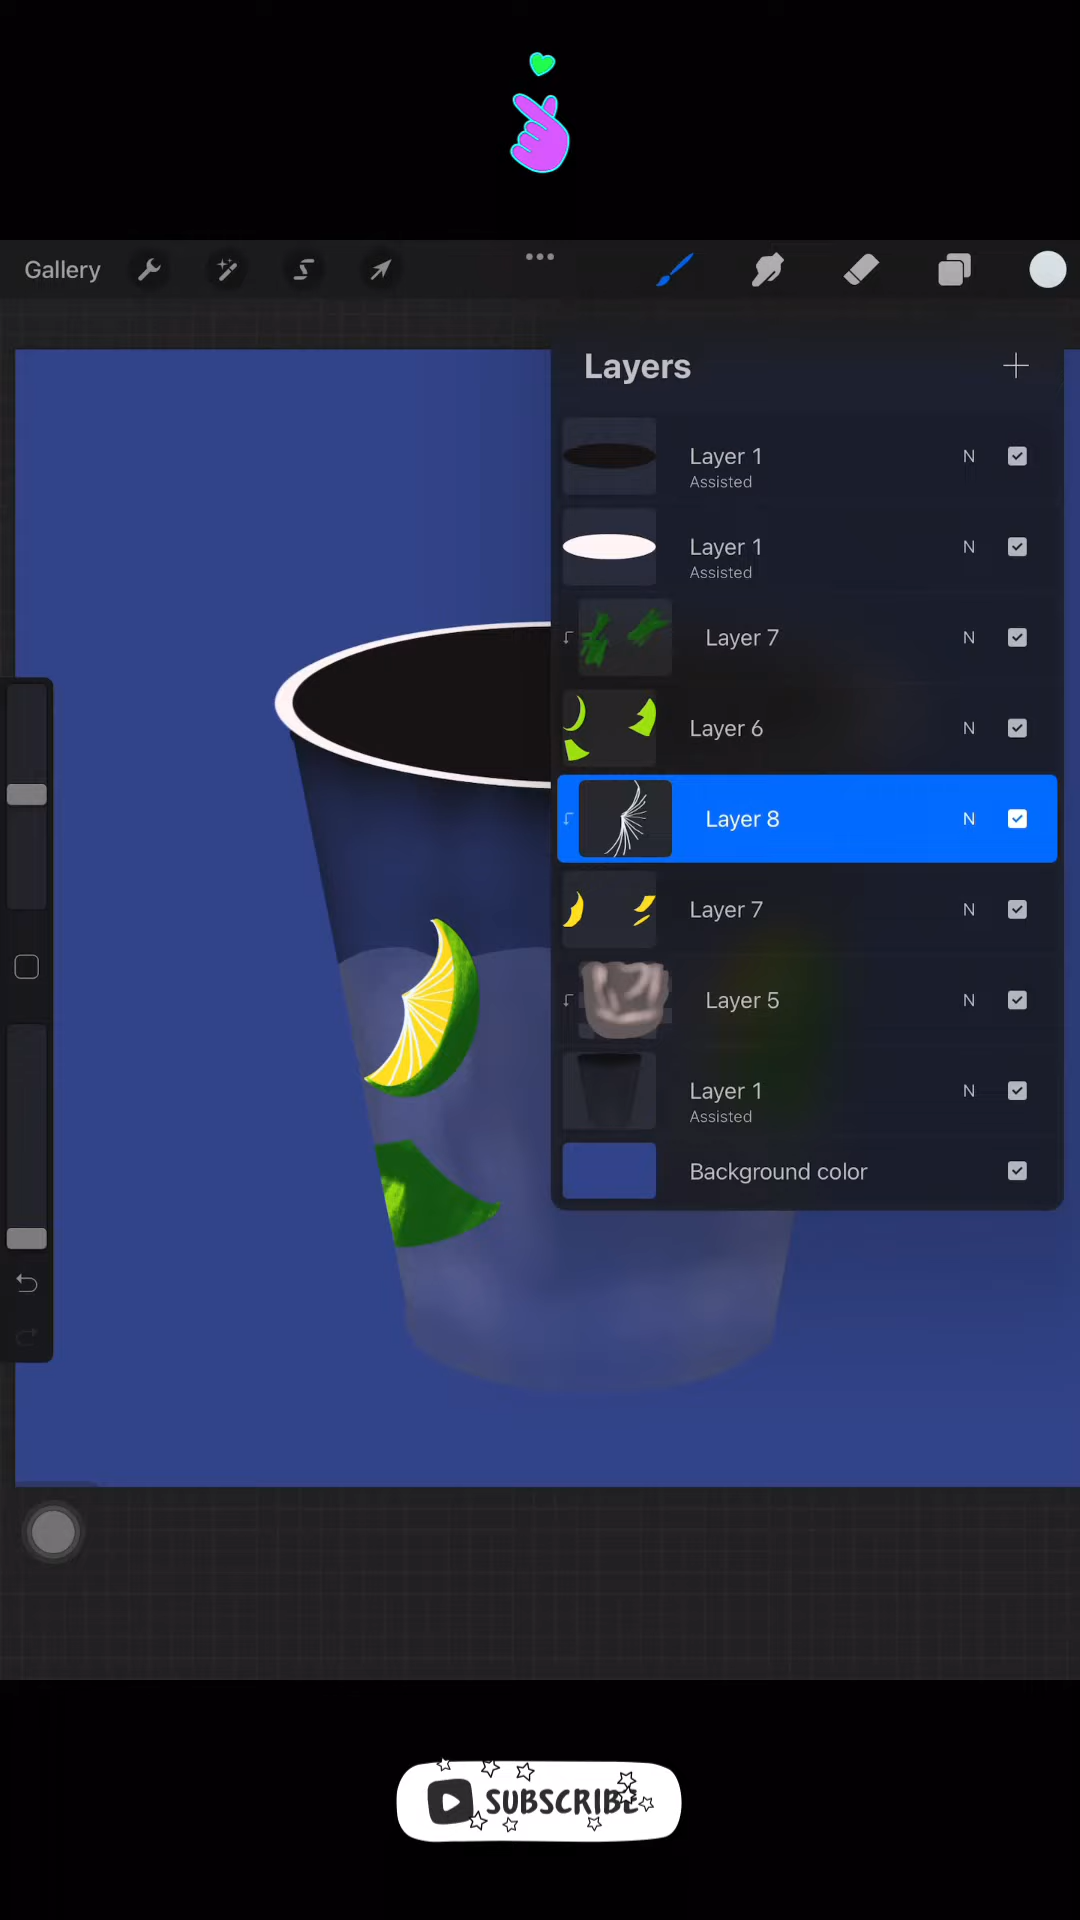 Gallery
Layers
Layer 1
N
Assisted
Layer 1
N
Assisted
Layer 7
N
Layer 6
N
Layer 8
N
Layer 7
N
Layer 5
N
Layer 1
N
Assisted
Background color
SUBSCRIBE